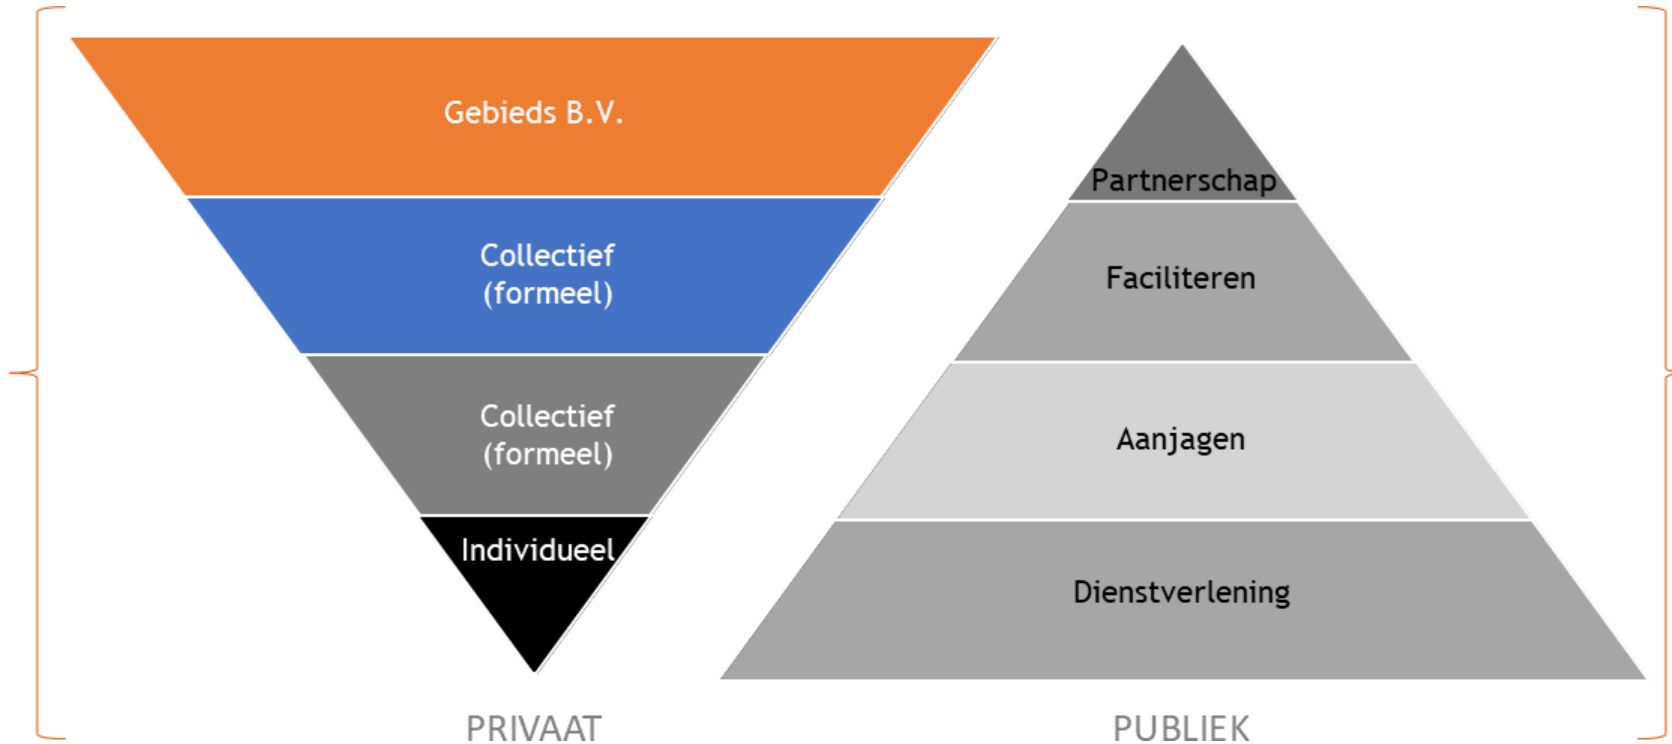 Gebieds B.V.
Collectief
(formeel)
Collectief
(formeel)
Individueel
PRIVAAT
Partnerschap
Faciliteren
Aanjagen
Dienstverlening
PUBLIEK